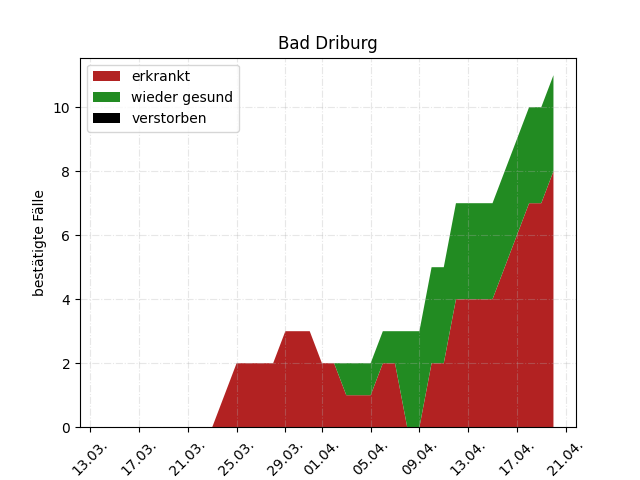 Bad Driburg
erkrankt
wieder gesund
verstorben
bestätigte Fälle
10
8
6
4
2
0
13.03. 17.03. 21.03. 25.03. 29.03. 01.04. 05.04. 09.04. 13.04. 17.04. 21.04.